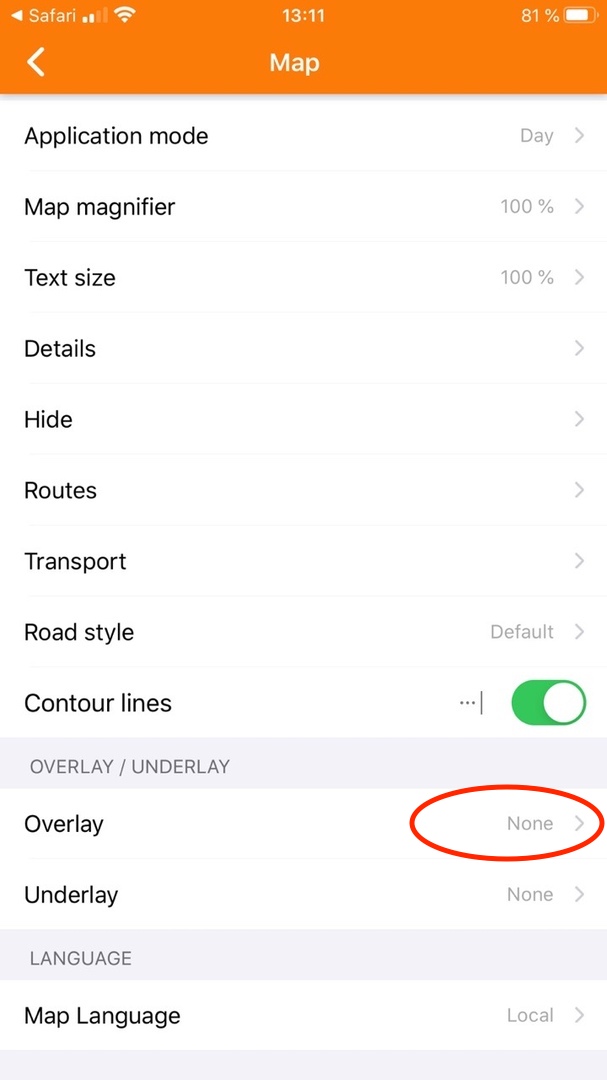 Safari 13:11 81 %
Map
Application mode Day
Map magnifier 100 %
Text size 100 %
Details
Hide
Routes
Transport
Road style Default
Contour lines
OVERLAY / UNDERLAY
Overlay None
Underlay None
LANGUAGE
Map Language Local